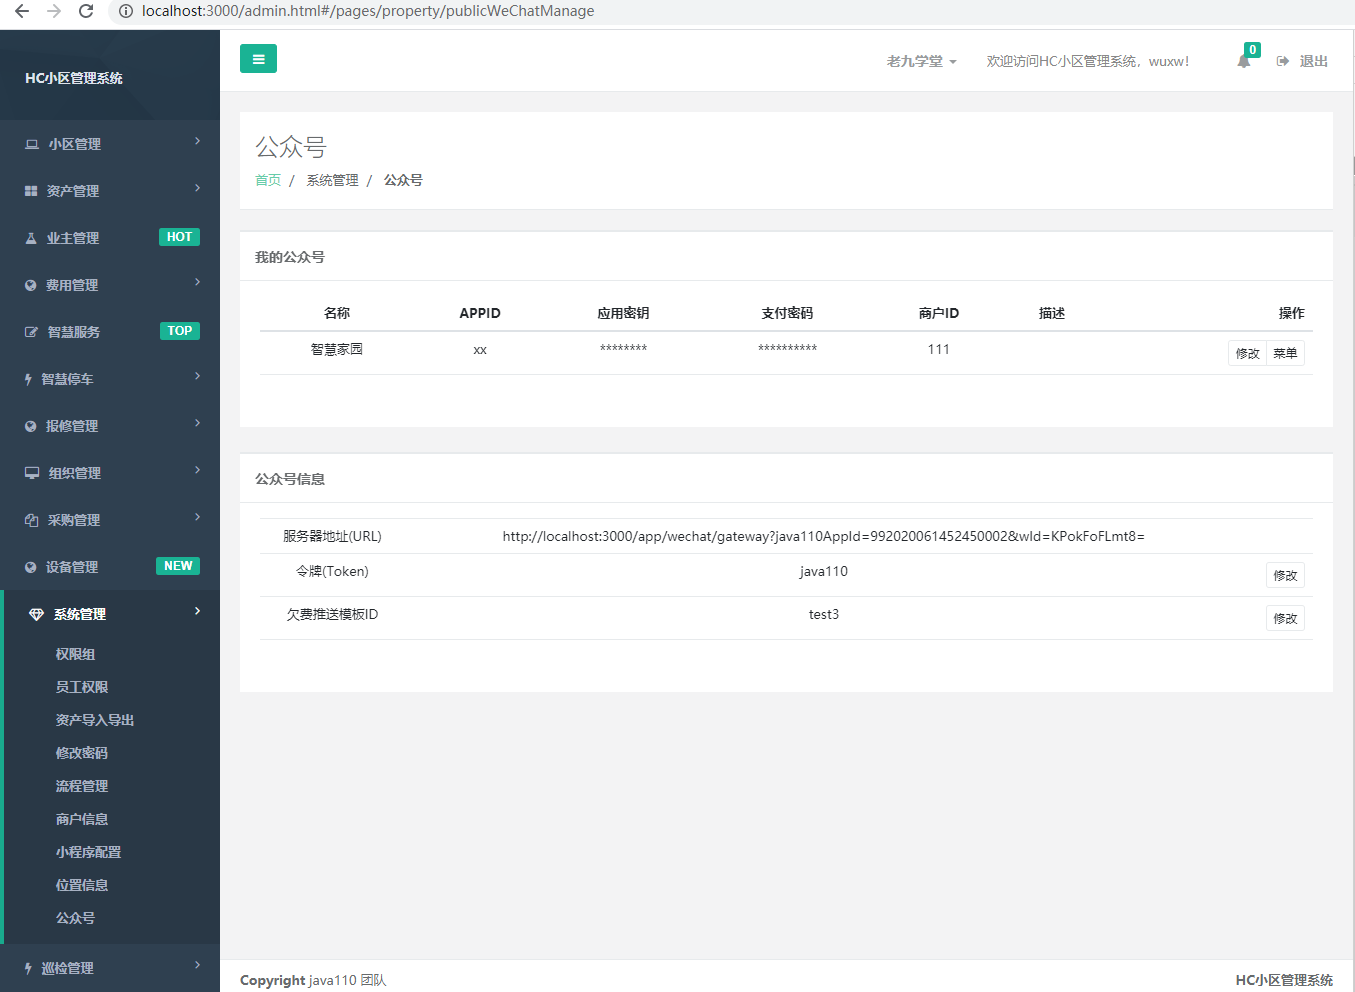 localhost:3000/admin.html#/pages/property/publicWeChatManage
HC小区管理系统
小区管理
资产管理
业主管理 HOT
费用管理
智慧服务 TOP
智慧停车
报修管理
组织管理
采购管理
设备管理 NEW
系统管理
权限组
员工权限
资产导入导出
修改密码
流程管理
商户信息
小程序配置
位置信息
公众号
巡检管理
老九学堂 欢迎访问HC小区管理系统，wuxw! 0 退出
公众号
首页 / 系统管理 / 公众号
我的公众号
名称 APPID 应用密钥 支付密码 商户ID 描述 操作
智慧家园 xx ******** ********** 111 修改 菜单
公众号信息
服务器地址(URL) http://localhost:3000/app/wechat/gateway?java110AppId=992020061452450002&wId=KPokFoFLmt8=
令牌(Token) java110 修改
欠费推送模板ID test3 修改
Copyright java110 团队 HC小区管理系统